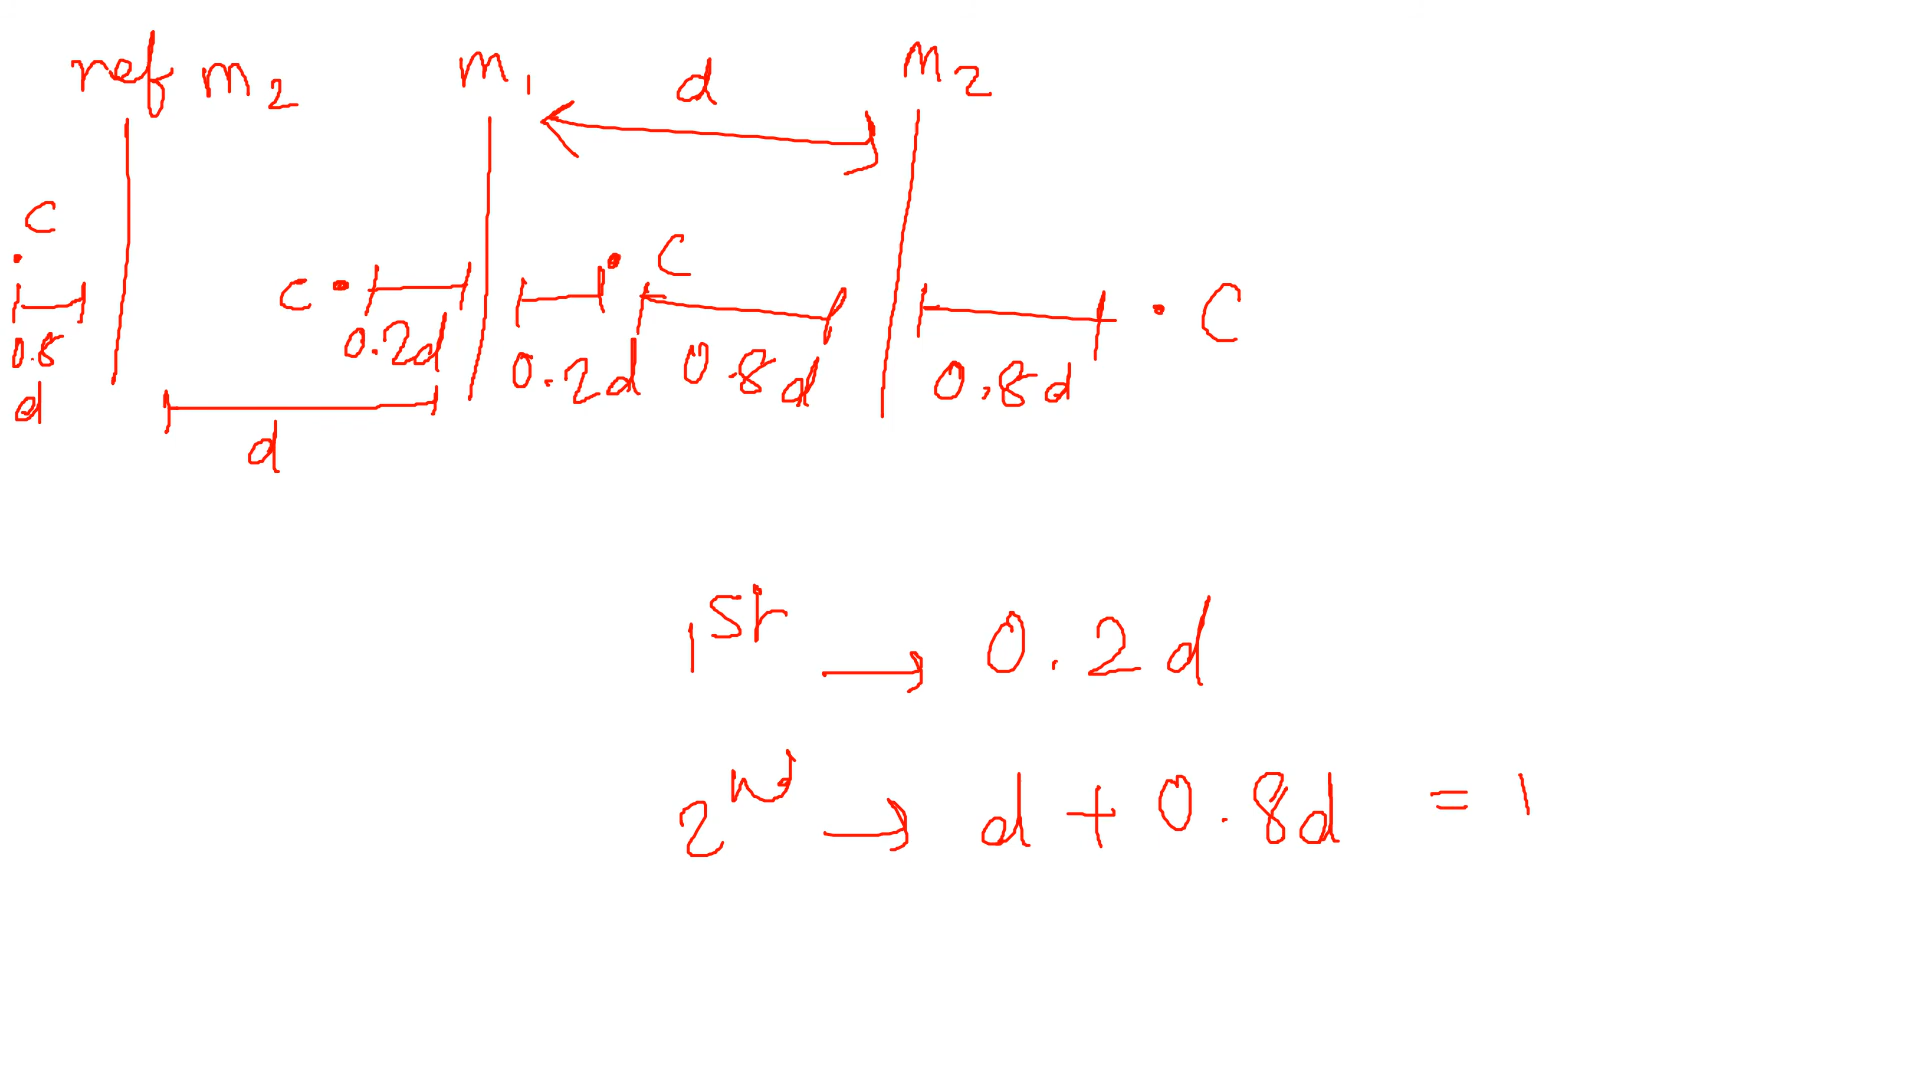 ref m2 m1 d m2
C C C C
0.8 d 0.2d 0.2d 0.8d 0.8d
d
1st → 0.2d
2nd → d + 0.8d = 1